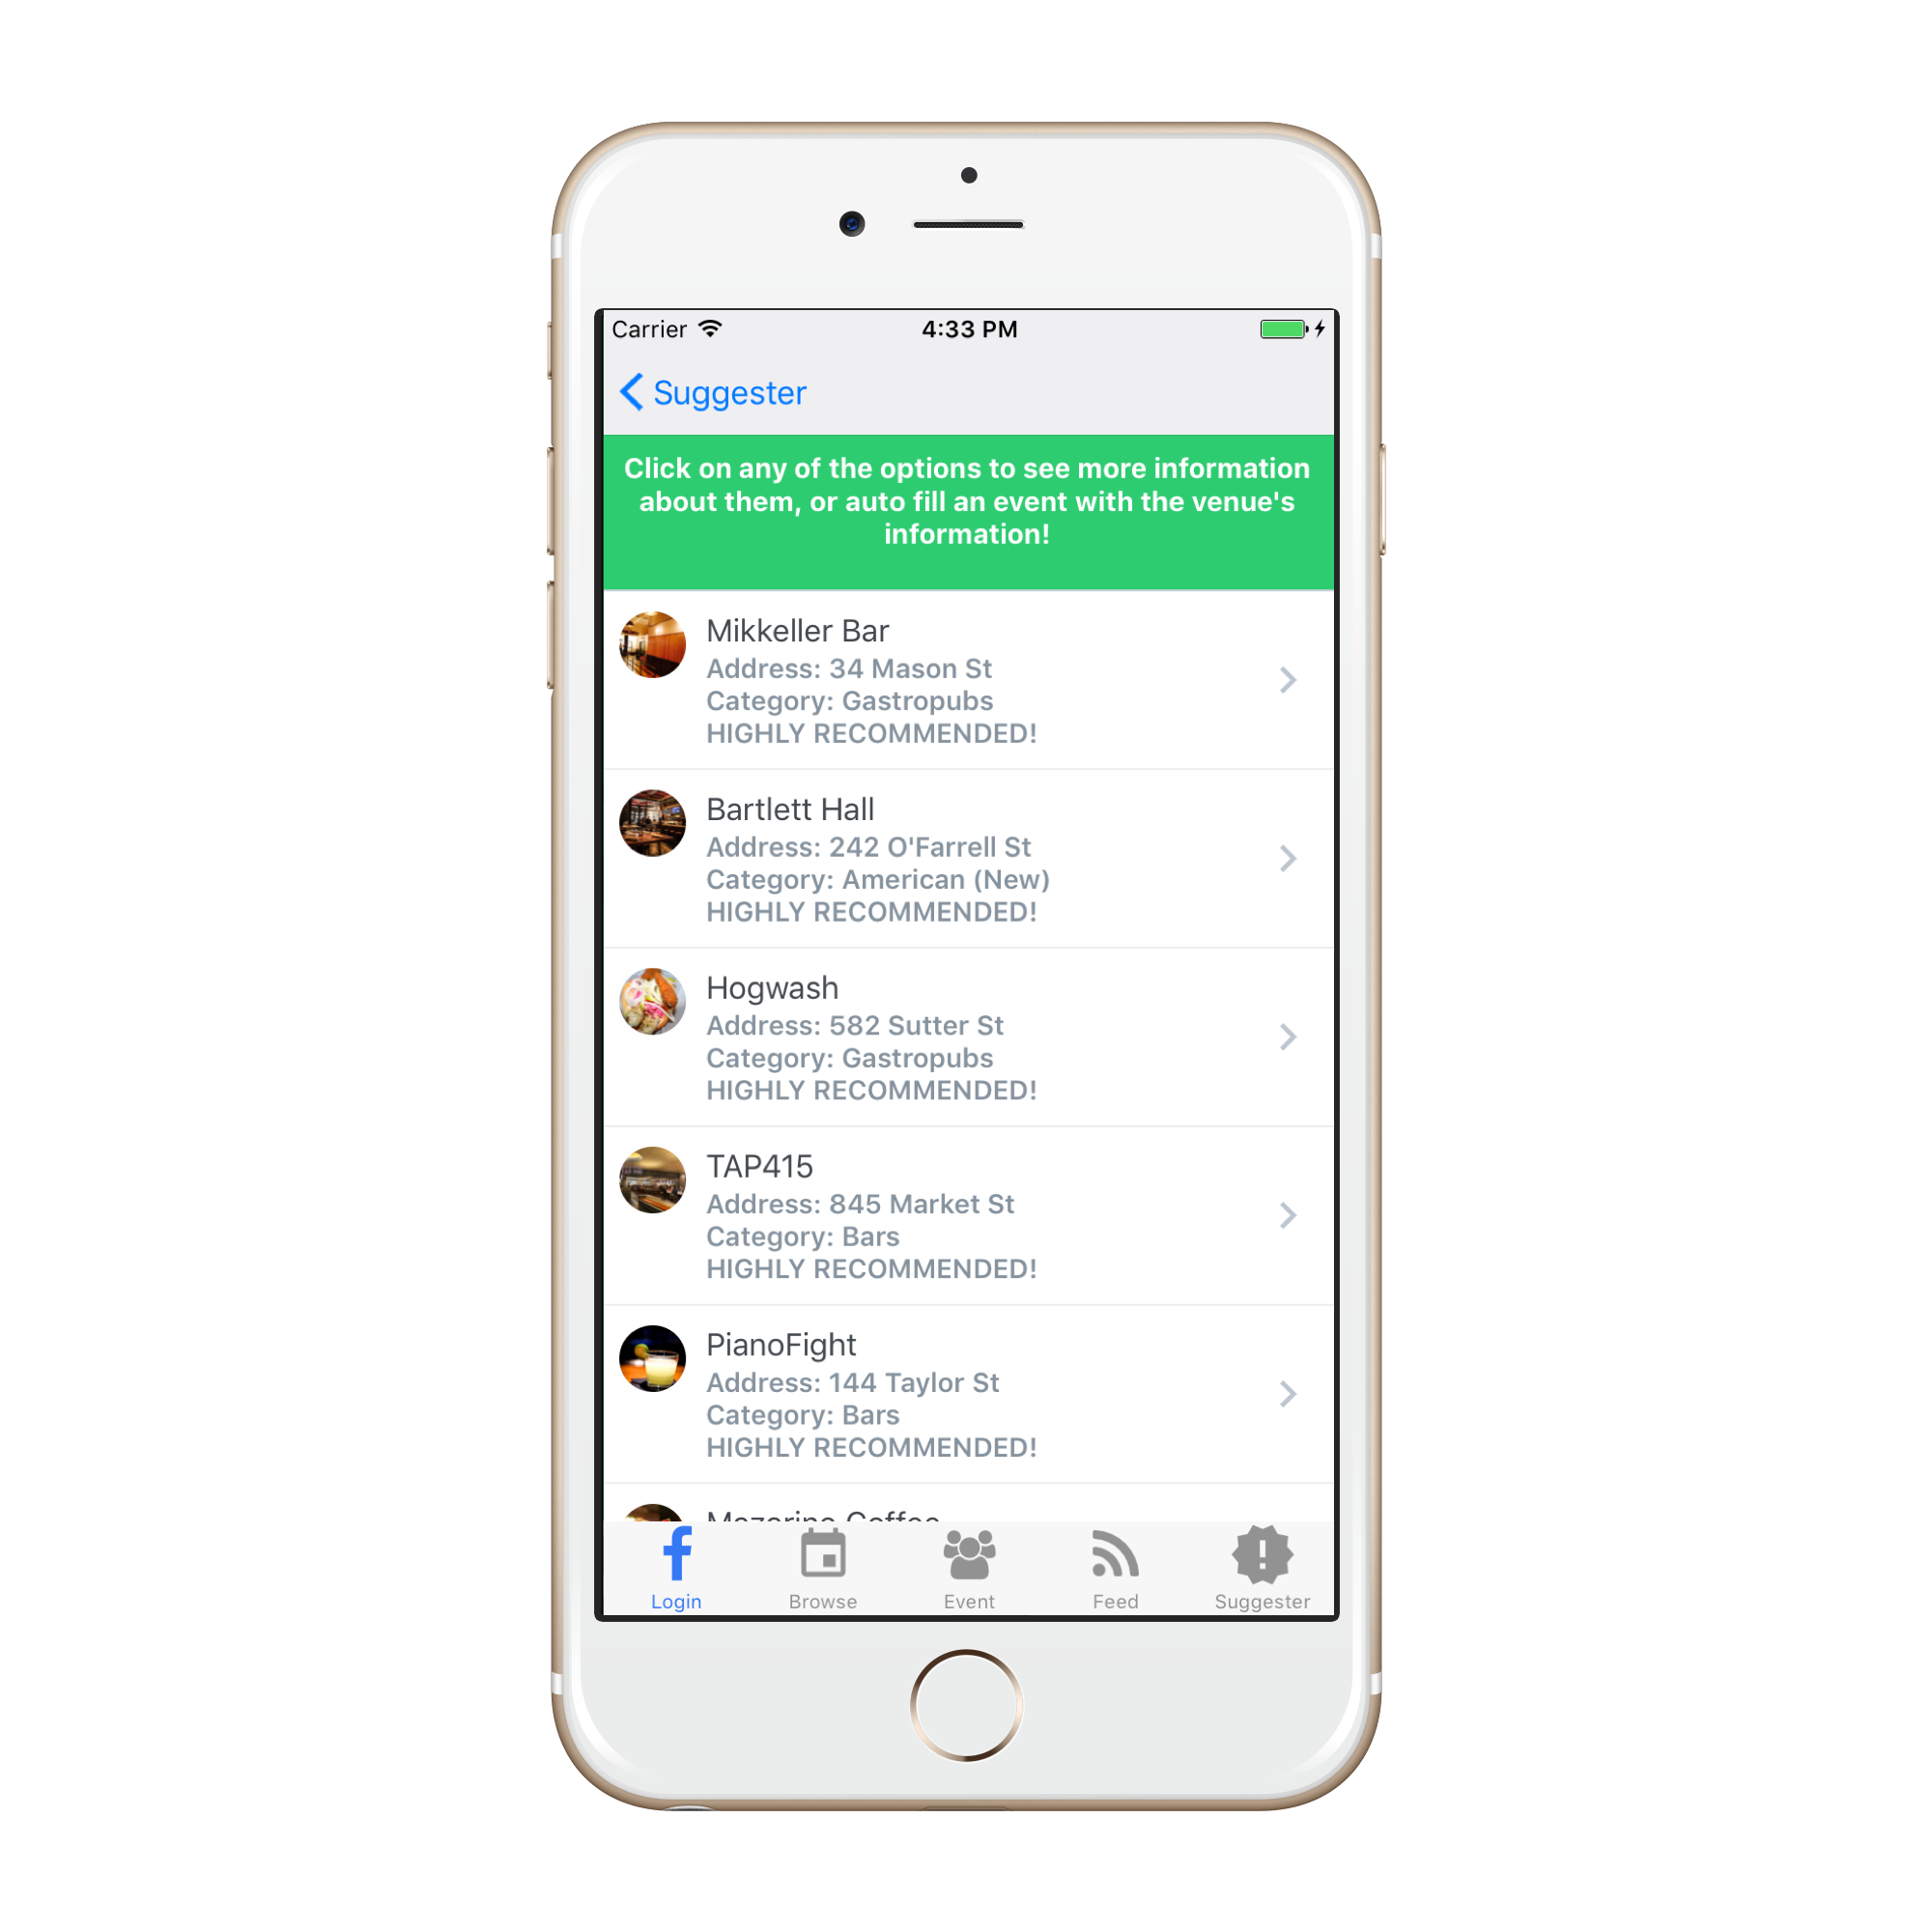 Carrier 4:33 PM
Suggester
Click on any of the options to see more information
about them, or auto fill an event with the venue's
information!
Mikkeller Bar
Address: 34 Mason St
Category: Gastropubs
HIGHLY RECOMMENDED!
Bartlett Hall
Address: 242 O'Farrell St
Category: American (New)
HIGHLY RECOMMENDED!
Hogwash
Address: 582 Sutter St
Category: Gastropubs
HIGHLY RECOMMENDED!
TAP415
Address: 845 Market St
Category: Bars
HIGHLY RECOMMENDED!
PianoFight
Address: 144 Taylor St
Category: Bars
HIGHLY RECOMMENDED!
Mazarine Coffee
Login Browse Event Feed Suggester